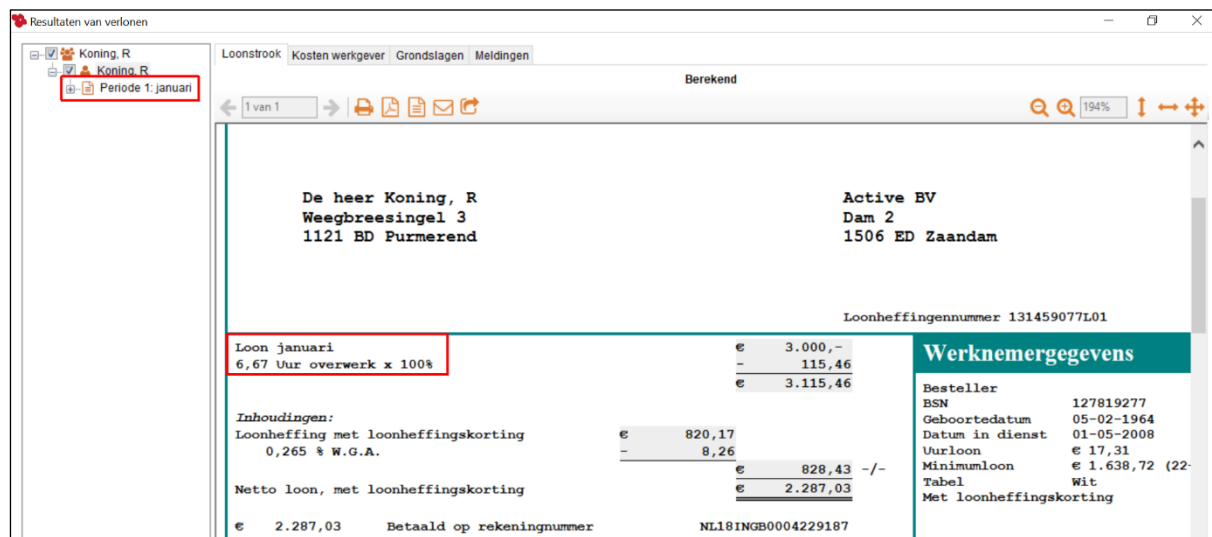 Resultaten van verlonen
Koning, R
Koning, R
Periode 1: januari
Loonstrook Kosten werkgever Grondslagen Meldingen
Berekend
1 van 1
194%
De heer Koning, R
Weegbreesingel 3
1121 BD Purmerend
Active BV
Dam 2
1506 ED Zaandam
Loonheffingennummer 131459077L01
Loon januari € 3.000,-
6,67 Uur overwerk x 100% - 115,46
€ 3.115,46
Inhoudingen:
Loonheffing met loonheffingskorting € 820,17
0,265 % W.G.A. - 8,26
€ 828,43 -/-
Netto loon, met loonheffingskorting € 2.287,03
€ 2.287,03 Betaald op rekeningnummer NL18INGB0004229187
Werknemergegevens
Besteller
BSN 127819277
Geboortedatum 05-02-1964
Datum in dienst 01-05-2008
Uurloon € 17,31
Minimumloon € 1.638,72 (22-
Tabel Wit
Met loonheffingskorting